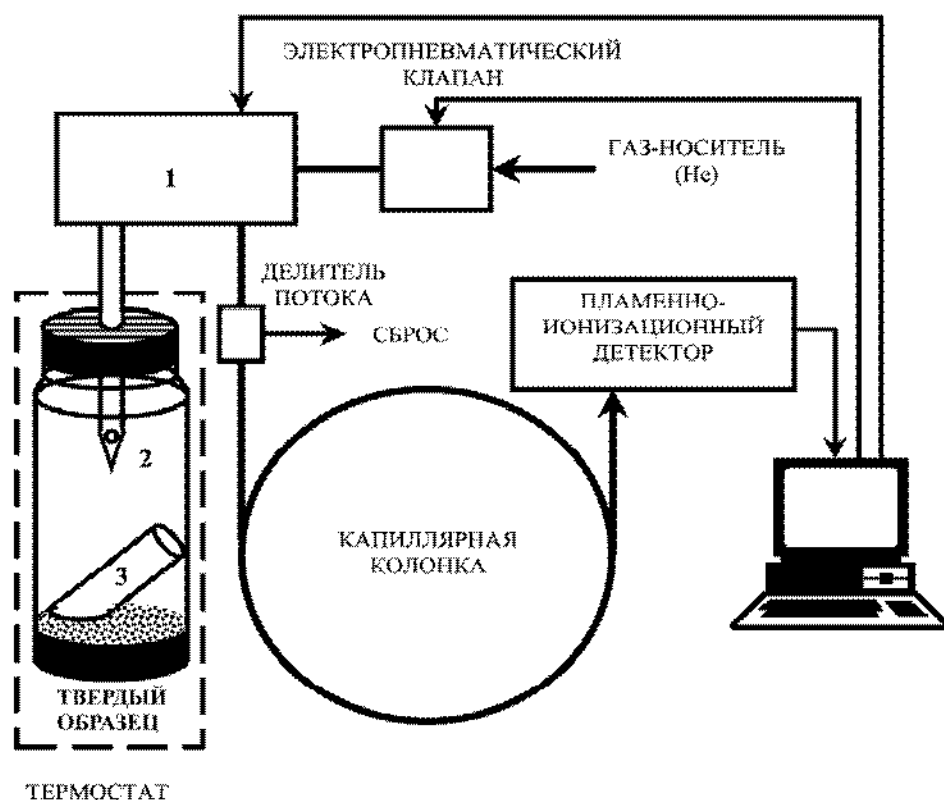 ЭЛЕКТРОПНЕВМАТИЧЕСКИЙ
КЛАПАН
1
ГАЗ-НОСИТЕЛЬ
(He)
ДЕЛИТЕЛЬ
ПОТОКА
СБРОС
ПЛАМЕННО-
ИОНИЗАЦИОННЫЙ
ДЕТЕКТОР
2
КАПИЛЛЯРНАЯ
КОЛОНКА
3
ТВЕРДЫЙ
ОБРАЗЕЦ
ТЕРМОСТАТ